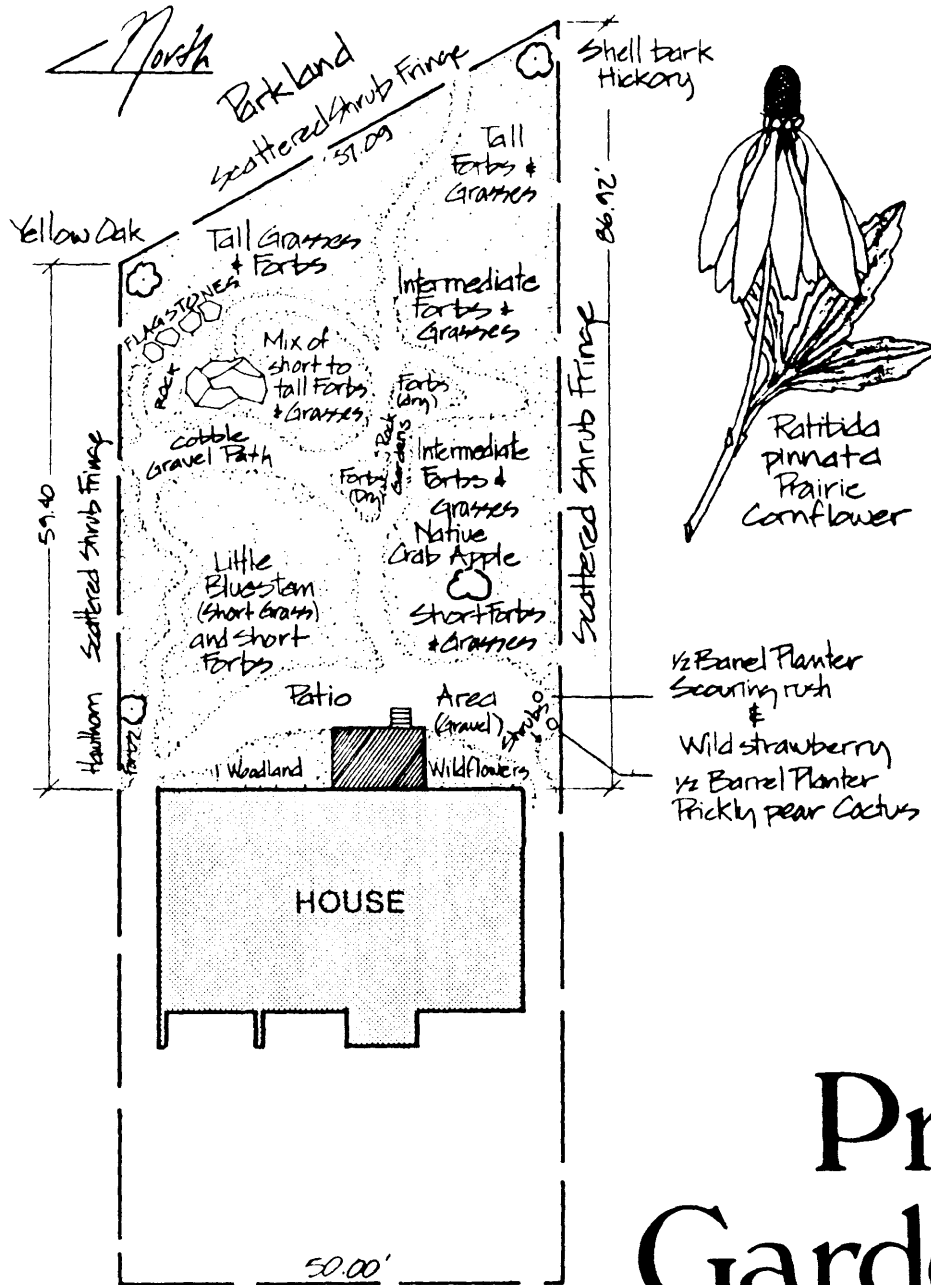 North
Parkland
Scattered Shrub Fringe
57.09
Shell bark
Hickory
Tall
Forbs &
Grasses
86.92'
Yellow Oak
Tall Grasses
& Forbs
FLAGSTONES
Intermediate
Forbs &
Grasses
Mix of
short to
tall Forbs
& Grasses
ROCK
Forbs
(Dry)
Rock
Gardens
Cobble
Gravel Path
Forbs
(Dry)
Intermediate
Forbs &
Grasses
Native
Crab Apple
Short Forbs
& Grasses
59.40
Scattered Shrub Fringe
Hawthorn
Forbs
Little
Bluestem
(Short Grass)
and short
Forbs
Scattered Shrub Fringe
Ratibida
pinnata
Prairie
Cornflower
Patio Area
(Gravel)
Shrubs
Woodland Wildflowers
1/2 Barrel Planter
Scouring rush
&
Wild strawberry
1/2 Barrel Planter
Prickly pear Cactus
HOUSE
50.00'
Pr
Garde